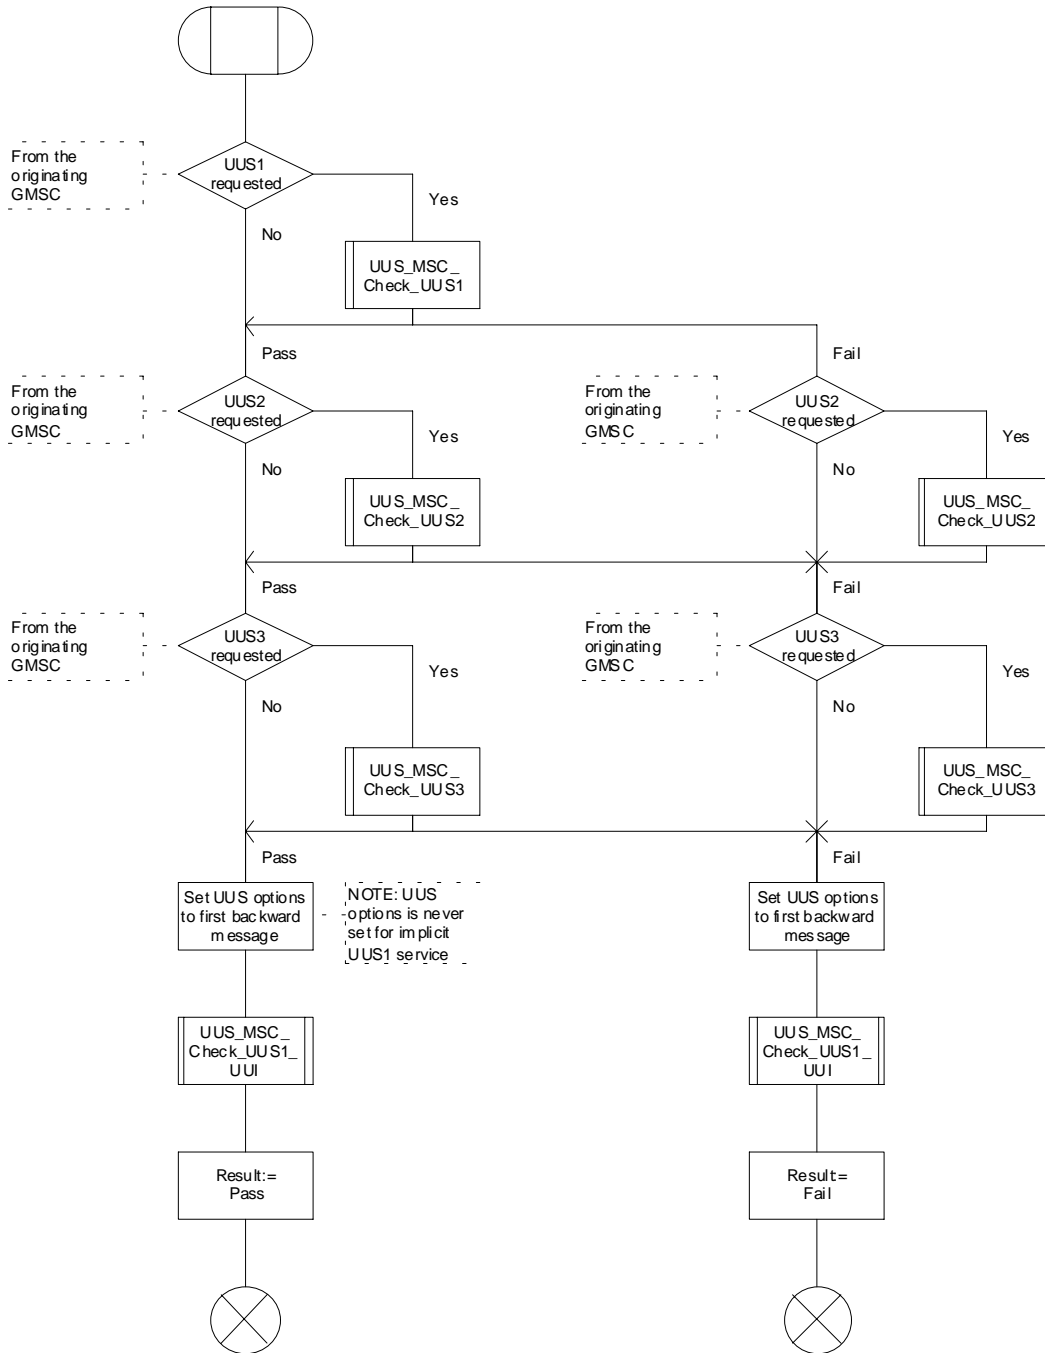 From the
originating
GMSC
UUS1
requested
Yes
No
UUS_MSC_
Check_UUS1
Pass
Fail
From the
originating
GMSC
UUS2
requested
From the
originating
GMSC
UUS2
requested
Yes
Yes
No
No
UUS_MSC_
Check_UUS2
UUS_MSC_
Check_UUS2
Pass
Fail
From the
originating
GMSC
UUS3
requested
From the
originating
GMSC
UUS3
requested
Yes
Yes
No
No
UUS_MSC_
Check_UUS3
UUS_MSC_
Check_UUS3
Pass
Fail
Set UUS options
to first backward
message
NOTE: UUS
options is never
set for implicit
UUS1 service
Set UUS options
to first backward
message
UUS_MSC_
Check_UUS1_
UUI
UUS_MSC_
Check_UUS1_
UUI
Result:=
Pass
Result=
Fail